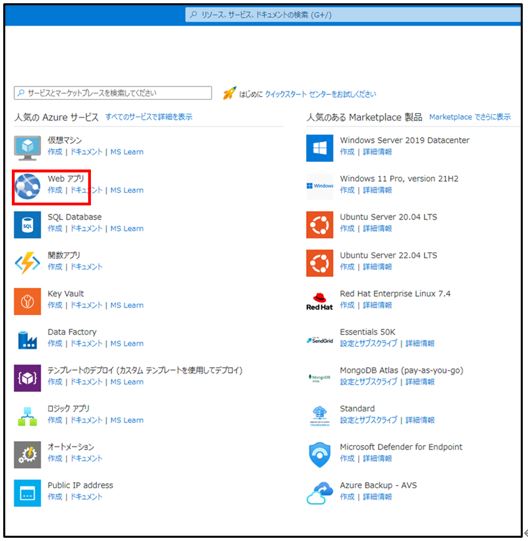 リソース、サービス、ドキュメントの検索 (G+/)
サービスとマーケットプレースを検索してください
はじめに クイックスタート センターをお試しください
人気の Azure サービス すべてのサービスで詳細を表示
仮想マシン
作成 | ドキュメント | MS Learn
Web アプリ
作成 | ドキュメント | MS Learn
SQL Database
作成 | ドキュメント | MS Learn
関数アプリ
作成 | ドキュメント
Key Vault
作成 | ドキュメント | MS Learn
Data Factory
作成 | ドキュメント | MS Learn
テンプレートのデプロイ (カスタム テンプレートを使用してデプロイ)
作成 | ドキュメント | MS Learn
ロジック アプリ
作成 | ドキュメント | MS Learn
オートメーション
作成 | ドキュメント
Public IP address
作成 | ドキュメント
人気のある Marketplace 製品 Marketplace でさらに表示
Windows Server 2019 Datacenter
作成 | 詳細情報
Windows
Windows 11 Pro, version 21H2
作成 | 詳細情報
Ubuntu Server 20.04 LTS
作成 | 詳細情報
Ubuntu Server 22.04 LTS
作成 | 詳細情報
Red Hat
Red Hat Enterprise Linux 7.4
作成 | 詳細情報
SendGrid
Essentials 50K
設定とサブスクライブ | 詳細情報
MongoDB Atlas (pay-as-you-go)
設定とサブスクライブ | 詳細情報
Standard
設定とサブスクライブ | 詳細情報
Microsoft Defender for Endpoint
作成 | 詳細情報
Azure Backup - AVS
作成 | 詳細情報